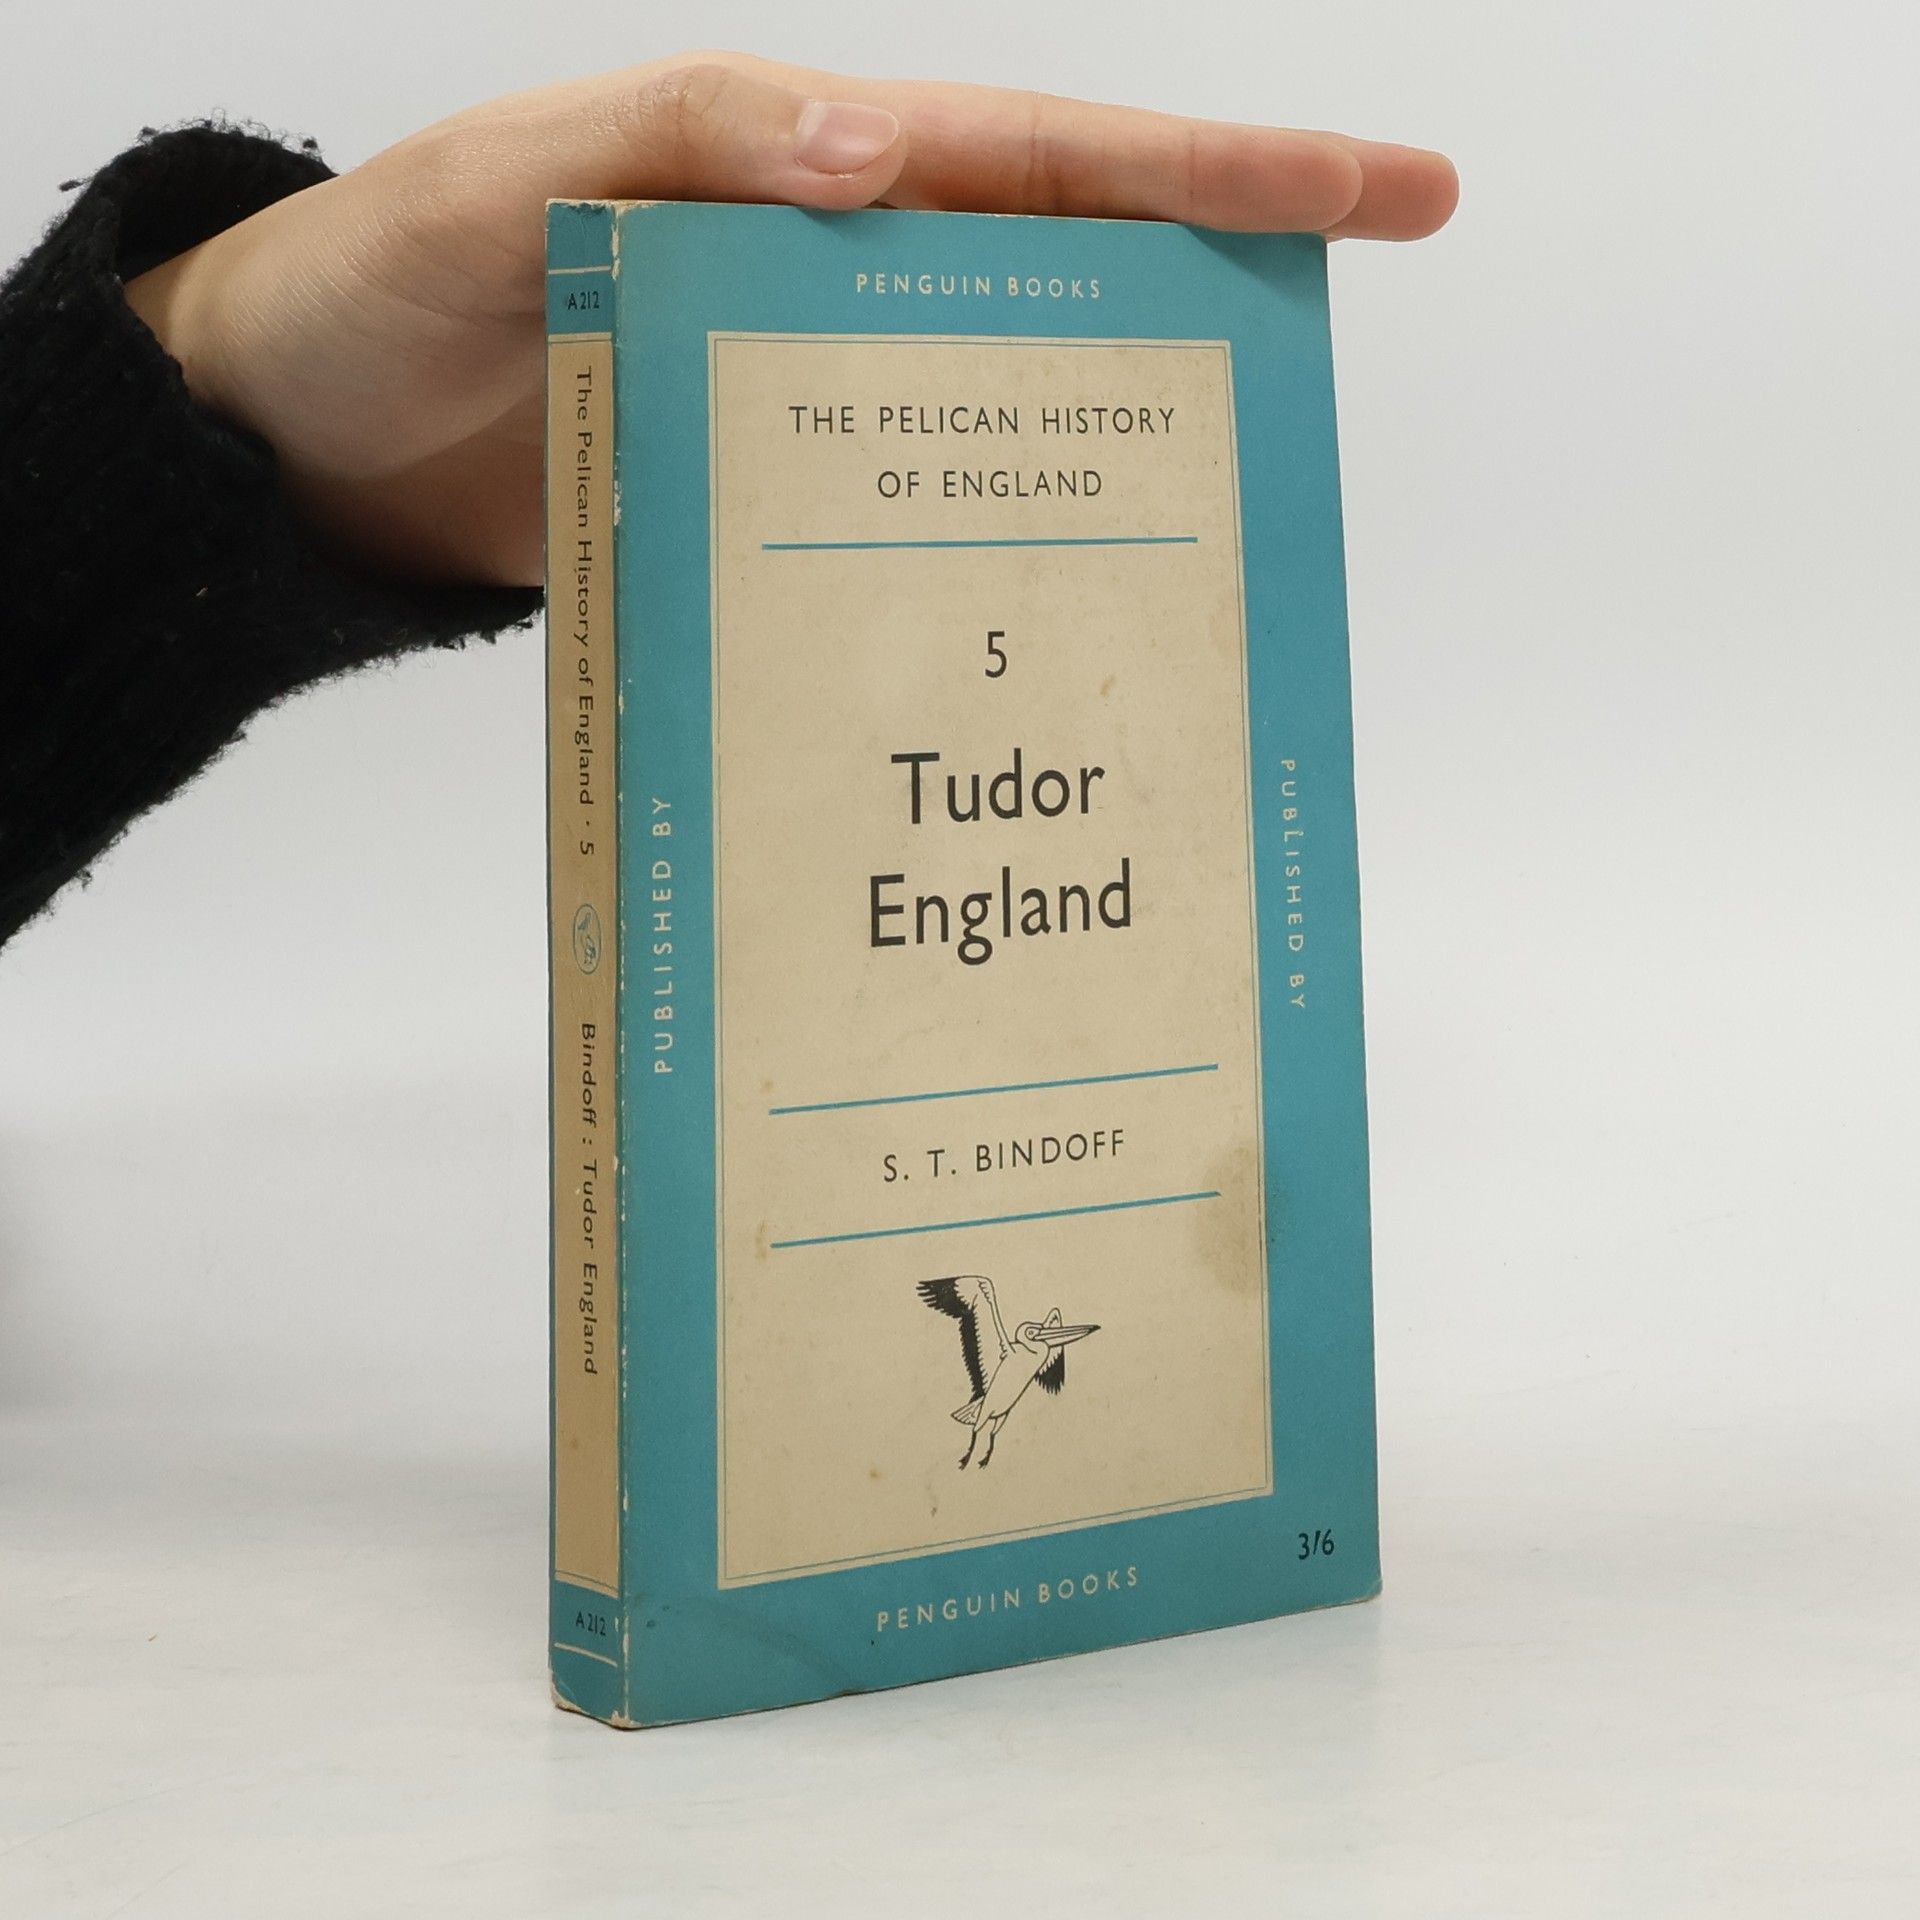 A212
The Pelican History of England · 5
Bindoff : Tudor England
A212
PENGUIN BOOKS
THE PELICAN HISTORY
OF ENGLAND
5
Tudor
England
S. T. BINDOFF
PUBLISHED BY
PUBLISHED BY
3/6
PENGUIN BOOKS